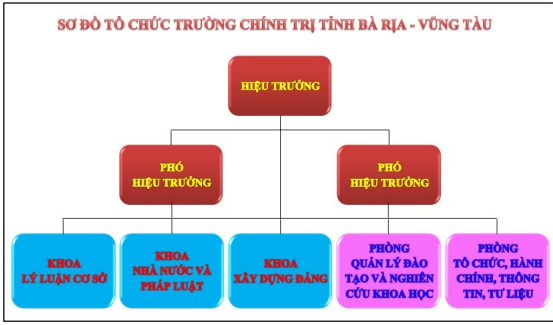 SƠ ĐỒ TỔ CHỨC TRƯỜNG CHÍNH TRỊ TỈNH BÀ RỊA - VŨNG TÀU
HIỆU TRƯỞNG
PHÓ
HIỆU TRƯỞNG
PHÓ
HIỆU TRƯỞNG
KHOA
LÝ LUẬN CƠ SỞ
KHOA
NHÀ NƯỚC VÀ
PHÁP LUẬT
KHOA
XÂY DỰNG ĐẢNG
PHÒNG
QUẢN LÝ ĐÀO
TẠO VÀ NGHIÊN
CỨU KHOA HỌC
PHÒNG
TỔ CHỨC, HÀNH
CHÍNH, THÔNG
TIN, TƯ LIỆU